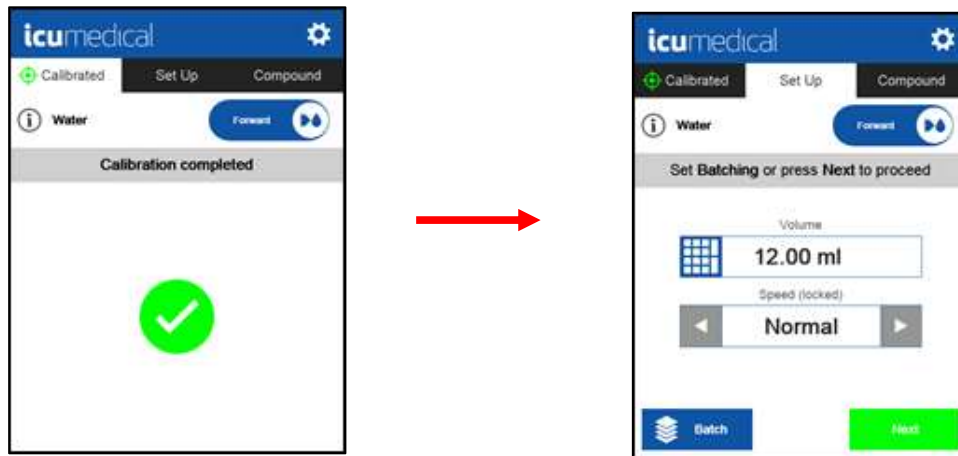 icumedical
Calibrated Set Up Compound
Water Forward
Calibration completed
icumedical
Calibrated Set Up Compound
Water Forward
Set Batching or press Next to proceed
Volume
12.00 ml
Speed (locked)
Normal
Batch Next